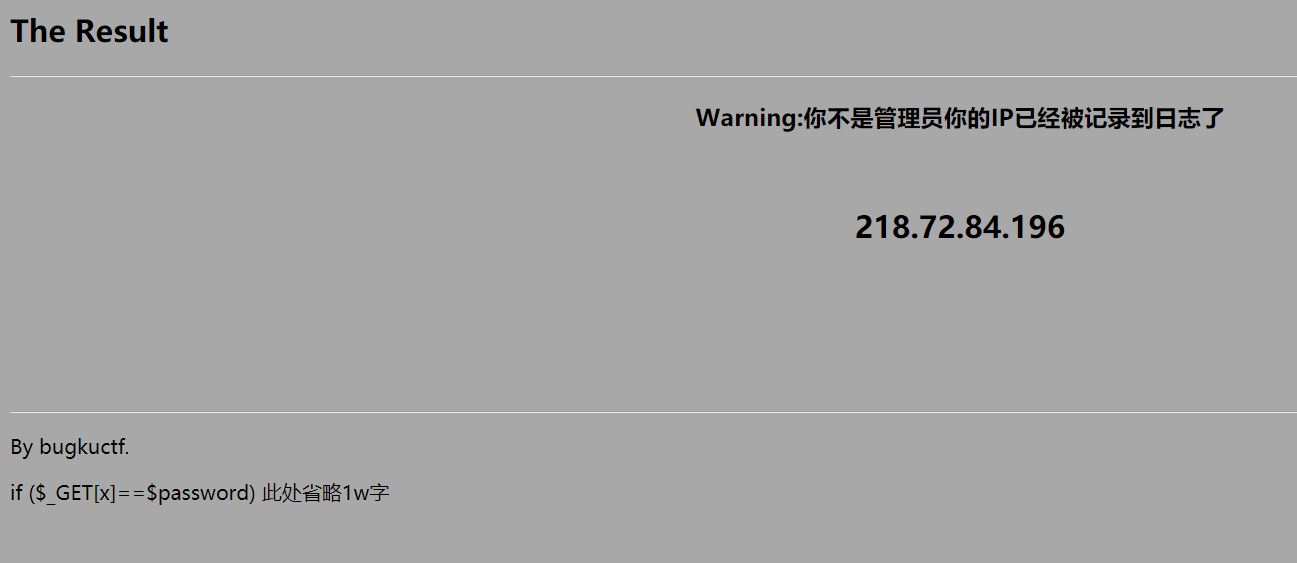 The Result
Warning:你不是管理员你的IP已经被记录到日志了
218.72.84.196
By bugkuctf.
if ($_GET[x]==$password) 此处省略1w字